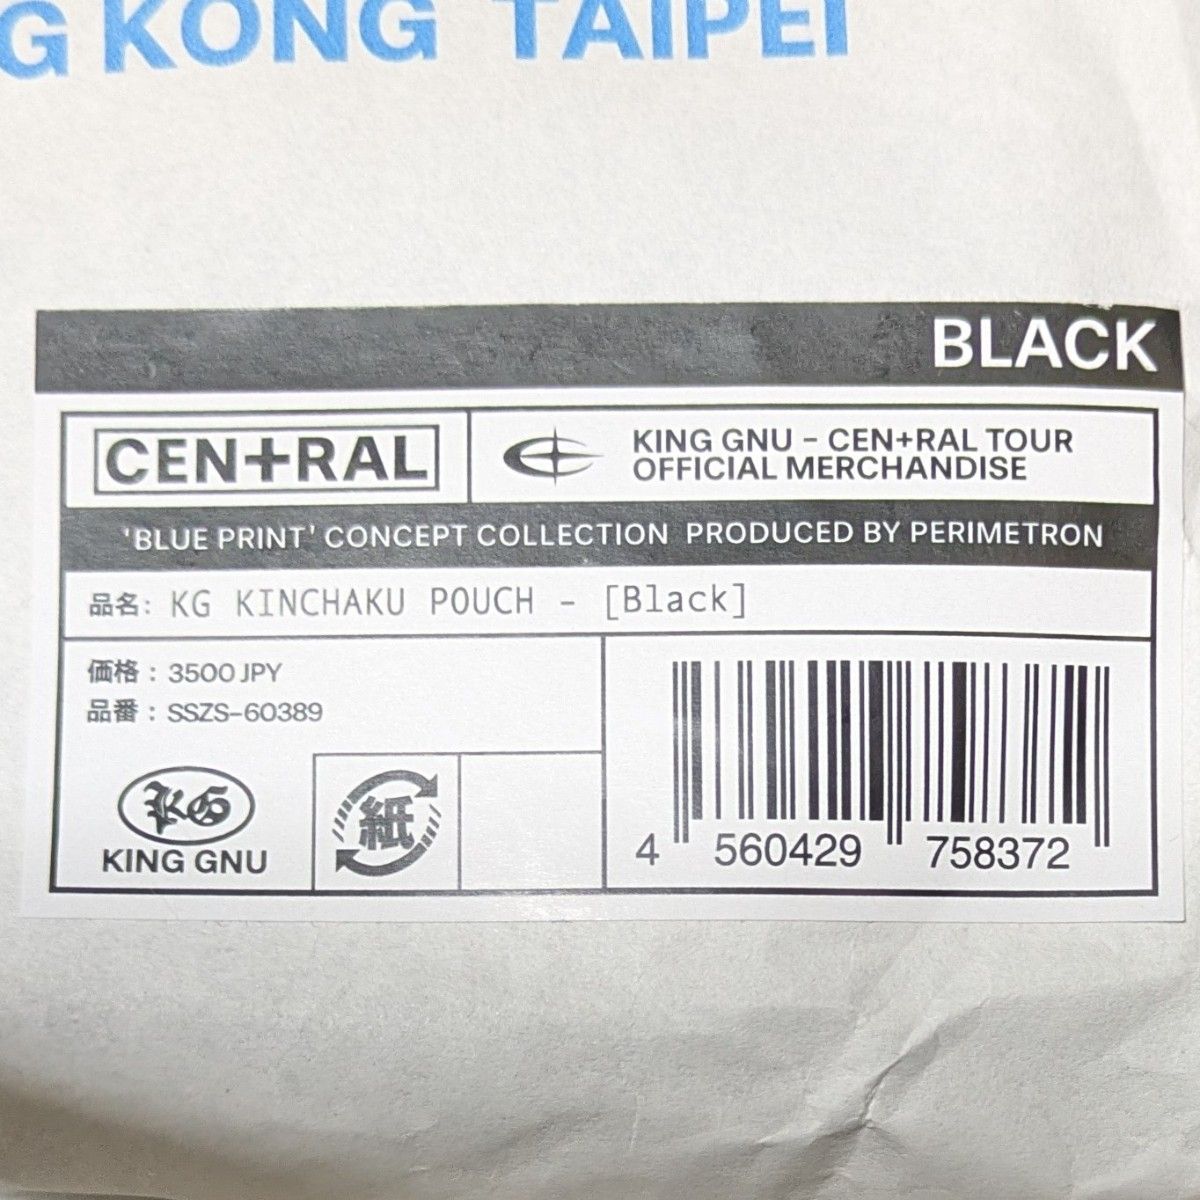 G KONG TAIPEI
BLACK
CEN+RAL
KING GNU - CEN+RAL TOUR
OFFICIAL MERCHANDISE
'BLUE PRINT' CONCEPT COLLECTION PRODUCED BY PERIMETRON
品名: KG KINCHAKU POUCH - [Black]
価格: 3500 JPY
品番: SSZS-60389
KG
KING GNU
紙
4 560429 758372